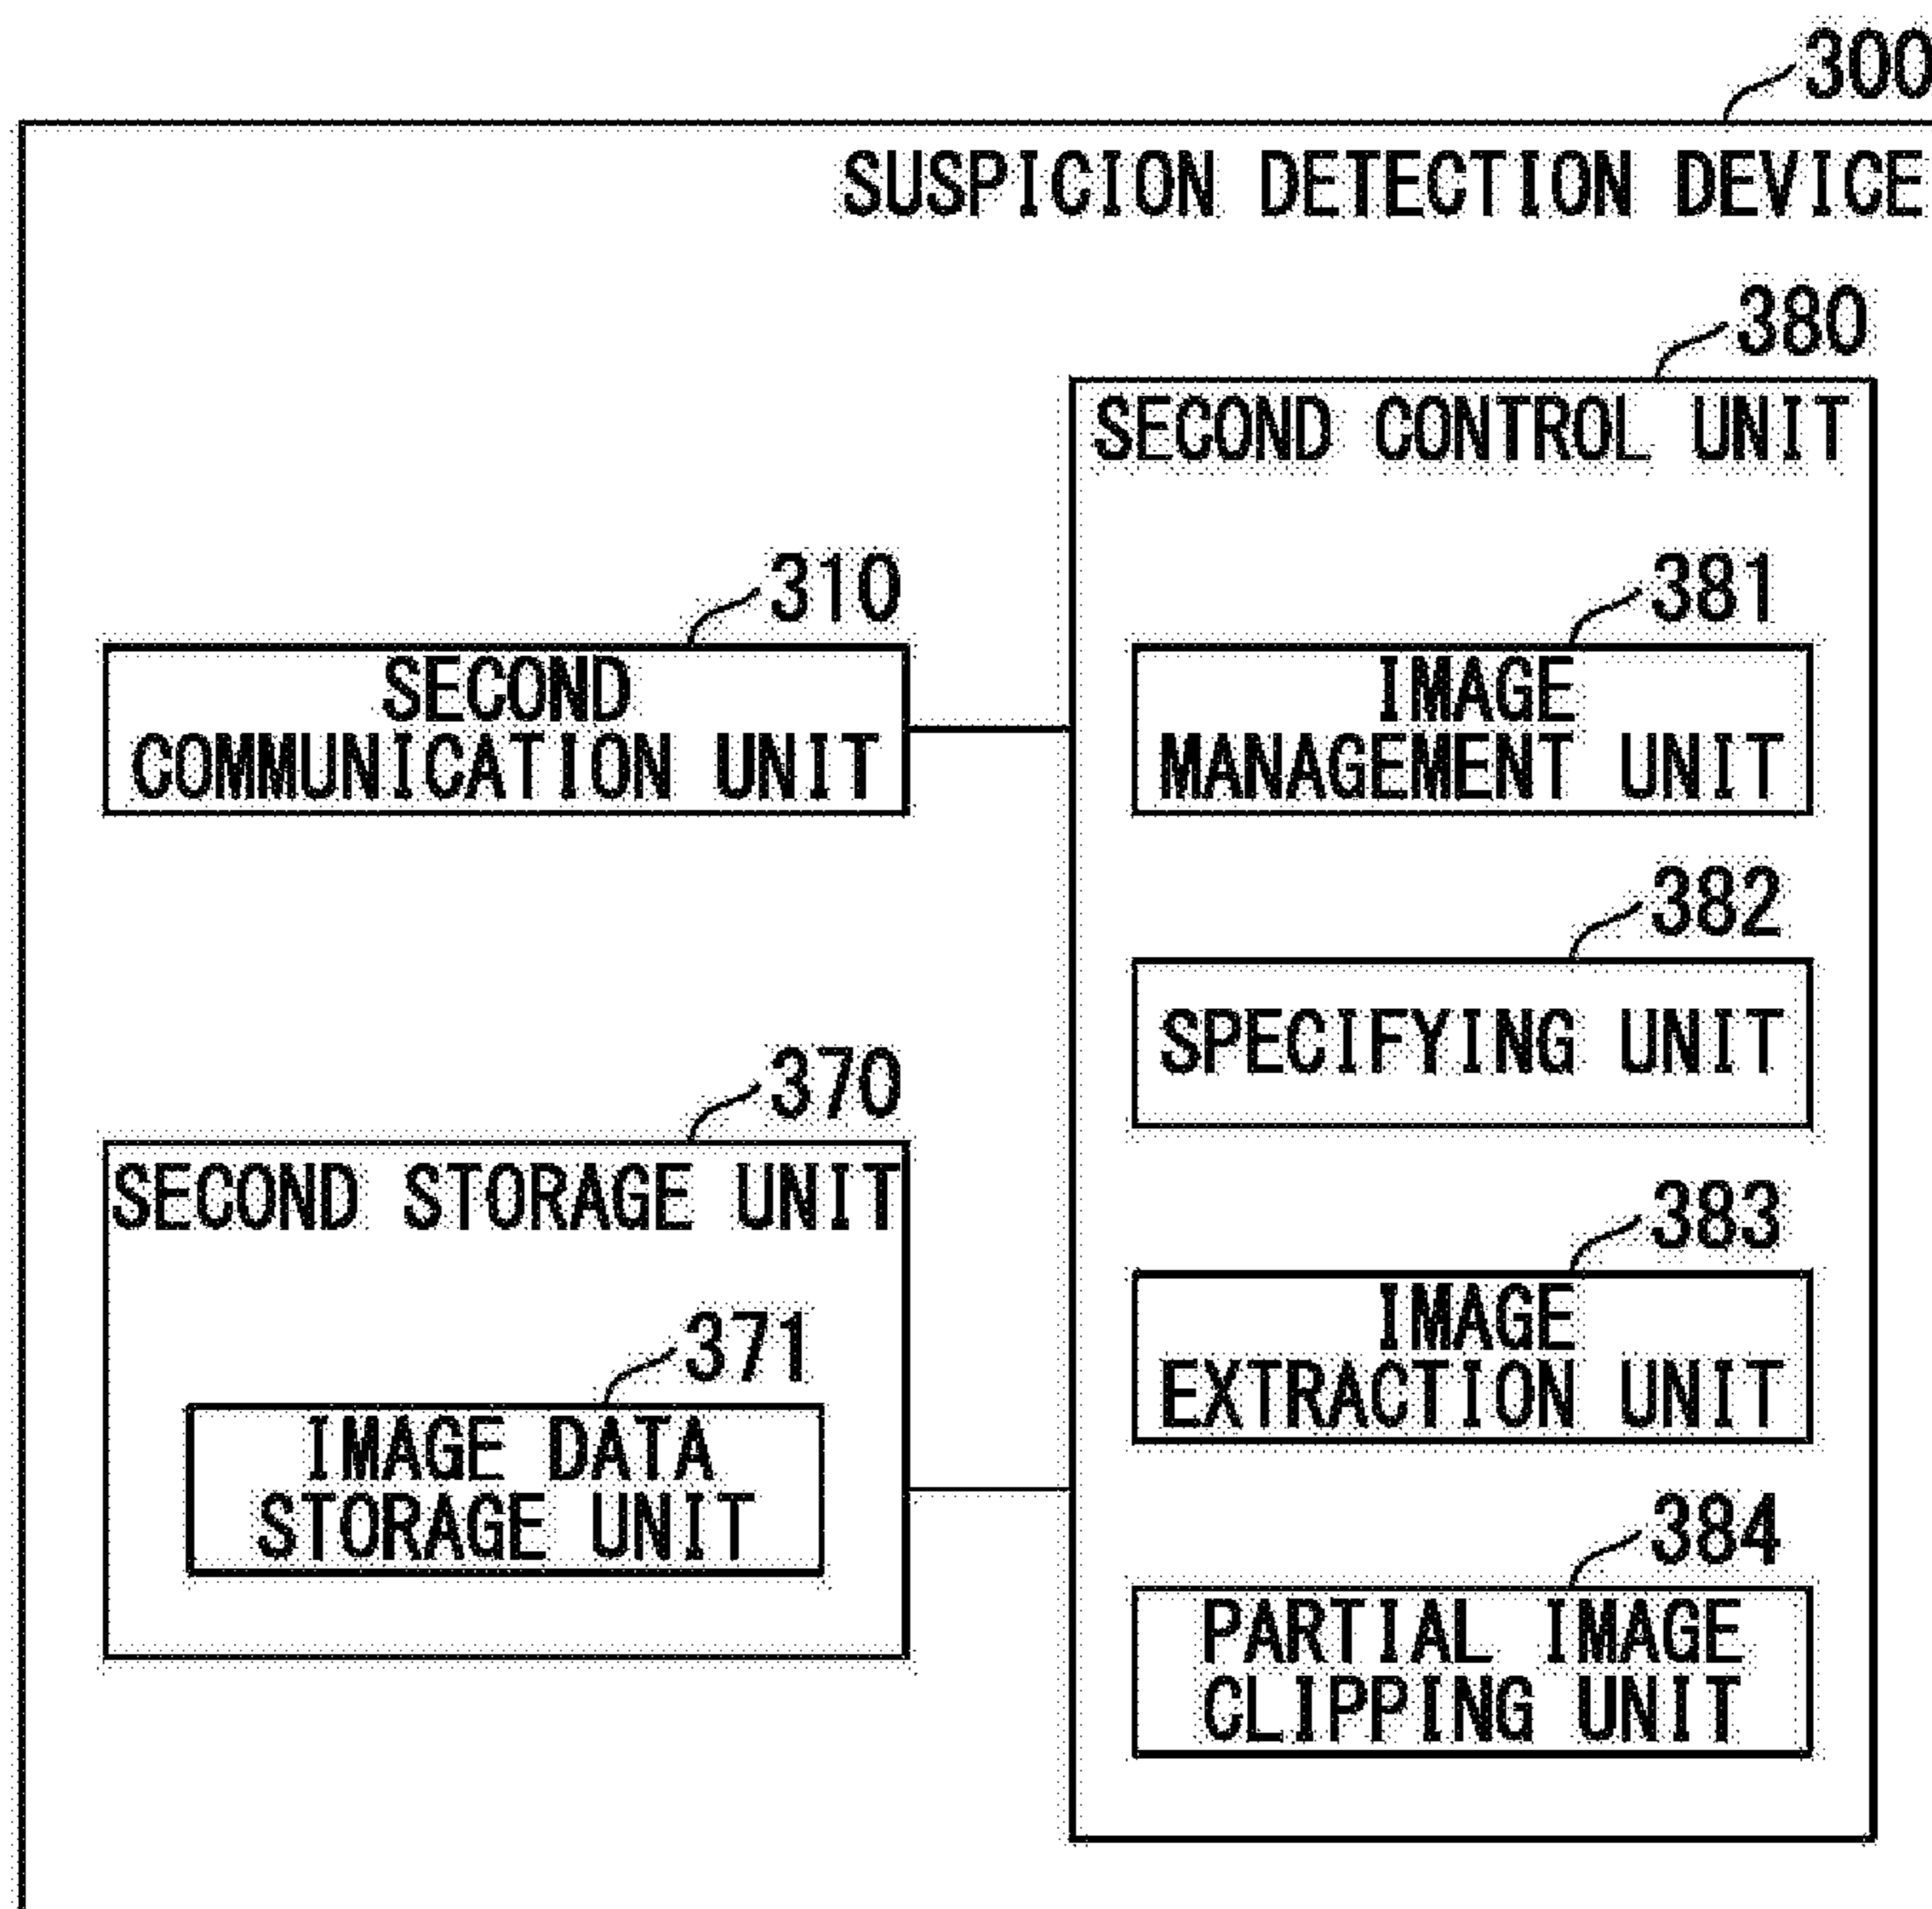 300
SUSPICION DETECTION DEVICE
380
SECOND CONTROL UNIT
310
SECOND
COMMUNICATION UNIT
381
IMAGE
MANAGEMENT UNIT
382
SPECIFYING UNIT
370
SECOND STORAGE UNIT
371
IMAGE DATA
STORAGE UNIT
383
IMAGE
EXTRACTION UNIT
384
PARTIAL IMAGE
CLIPPING UNIT